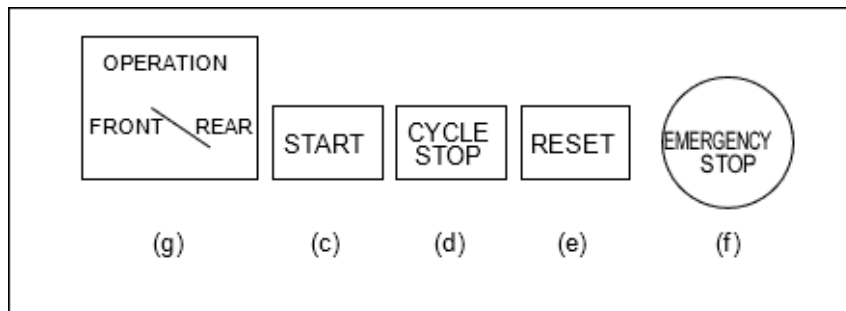 OPERATION
FRONT REAR
START
CYCLE
STOP
RESET
EMERGENCY
STOP
(g) (c) (d) (e) (f)